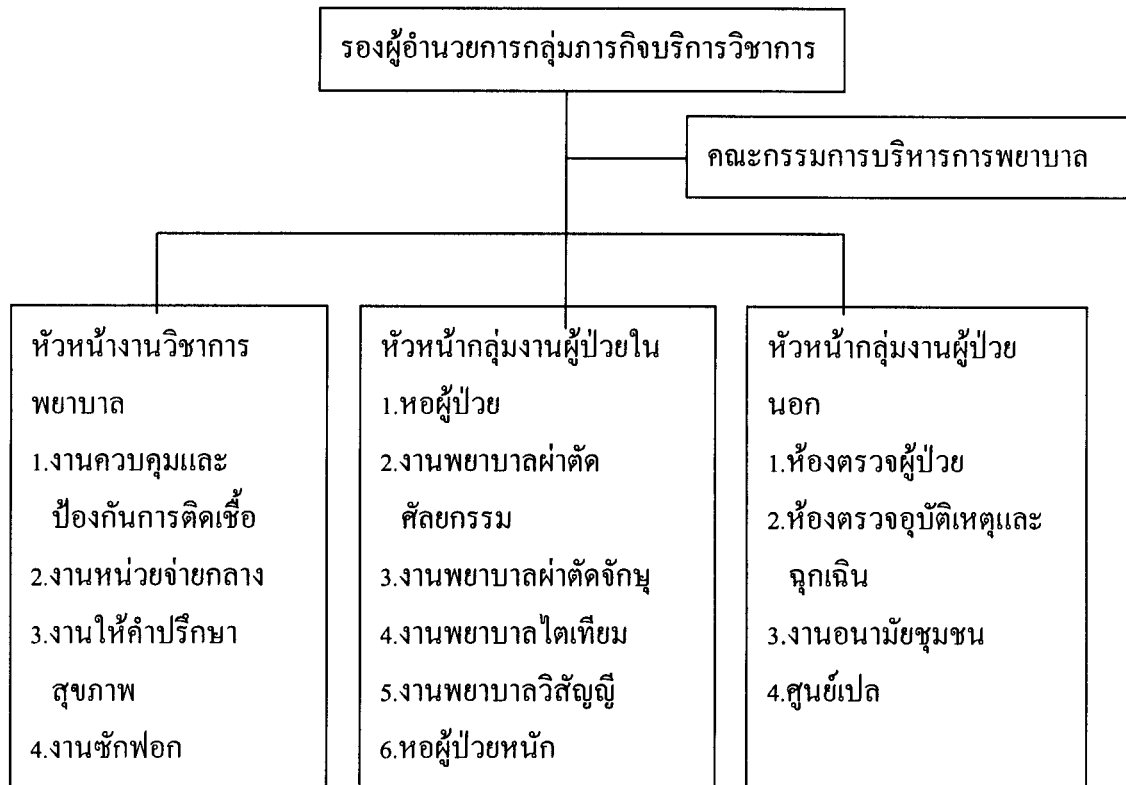 รองผู้อำนวยการกลุ่มภารกิจบริการวิชาการ
คณะกรรมการบริหารการพยาบาล
หัวหน้างานวิชาการ
พยาบาล
1.งานควบคุมและ
ป้องกันการติดเชื้อ
2.งานหน่วยจ่ายกลาง
3.งานให้คำปรึกษา
สุขภาพ
4.งานซักฟอก
หัวหน้ากลุ่มงานผู้ป่วยใน
1.หอผู้ป่วย
2.งานพยาบาลผ่าตัด
ศัลยกรรม
3.งานพยาบาลผ่าตัดจักษุ
4.งานพยาบาลไตเทียม
5.งานพยาบาลวิสัญญี
6.หอผู้ป่วยหนัก
หัวหน้ากลุ่มงานผู้ป่วย
นอก
1.ห้องตรวจผู้ป่วย
2.ห้องตรวจอุบัติเหตุและ
ฉุกเฉิน
3.งานอนามัยชุมชน
4.ศูนย์เปล